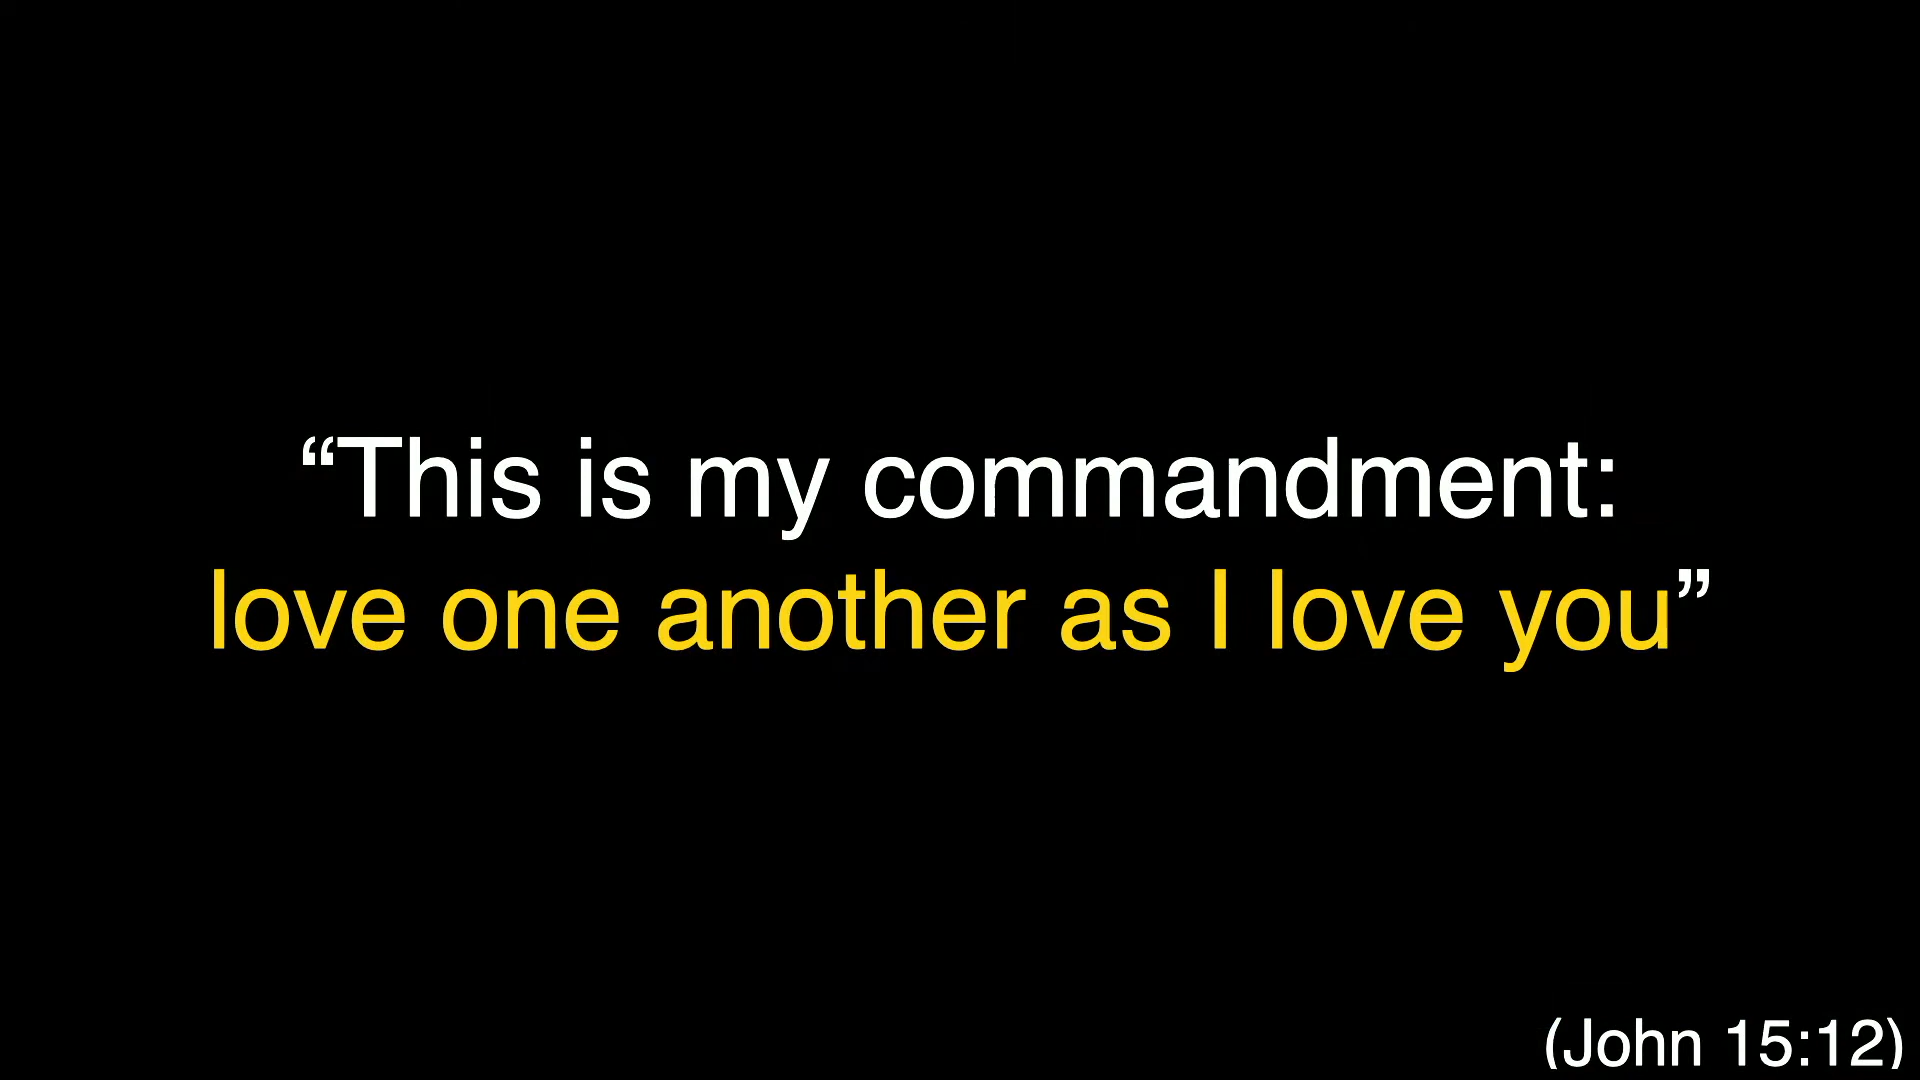 “This is my commandment:
love one another as I love you”
(John 15:12)